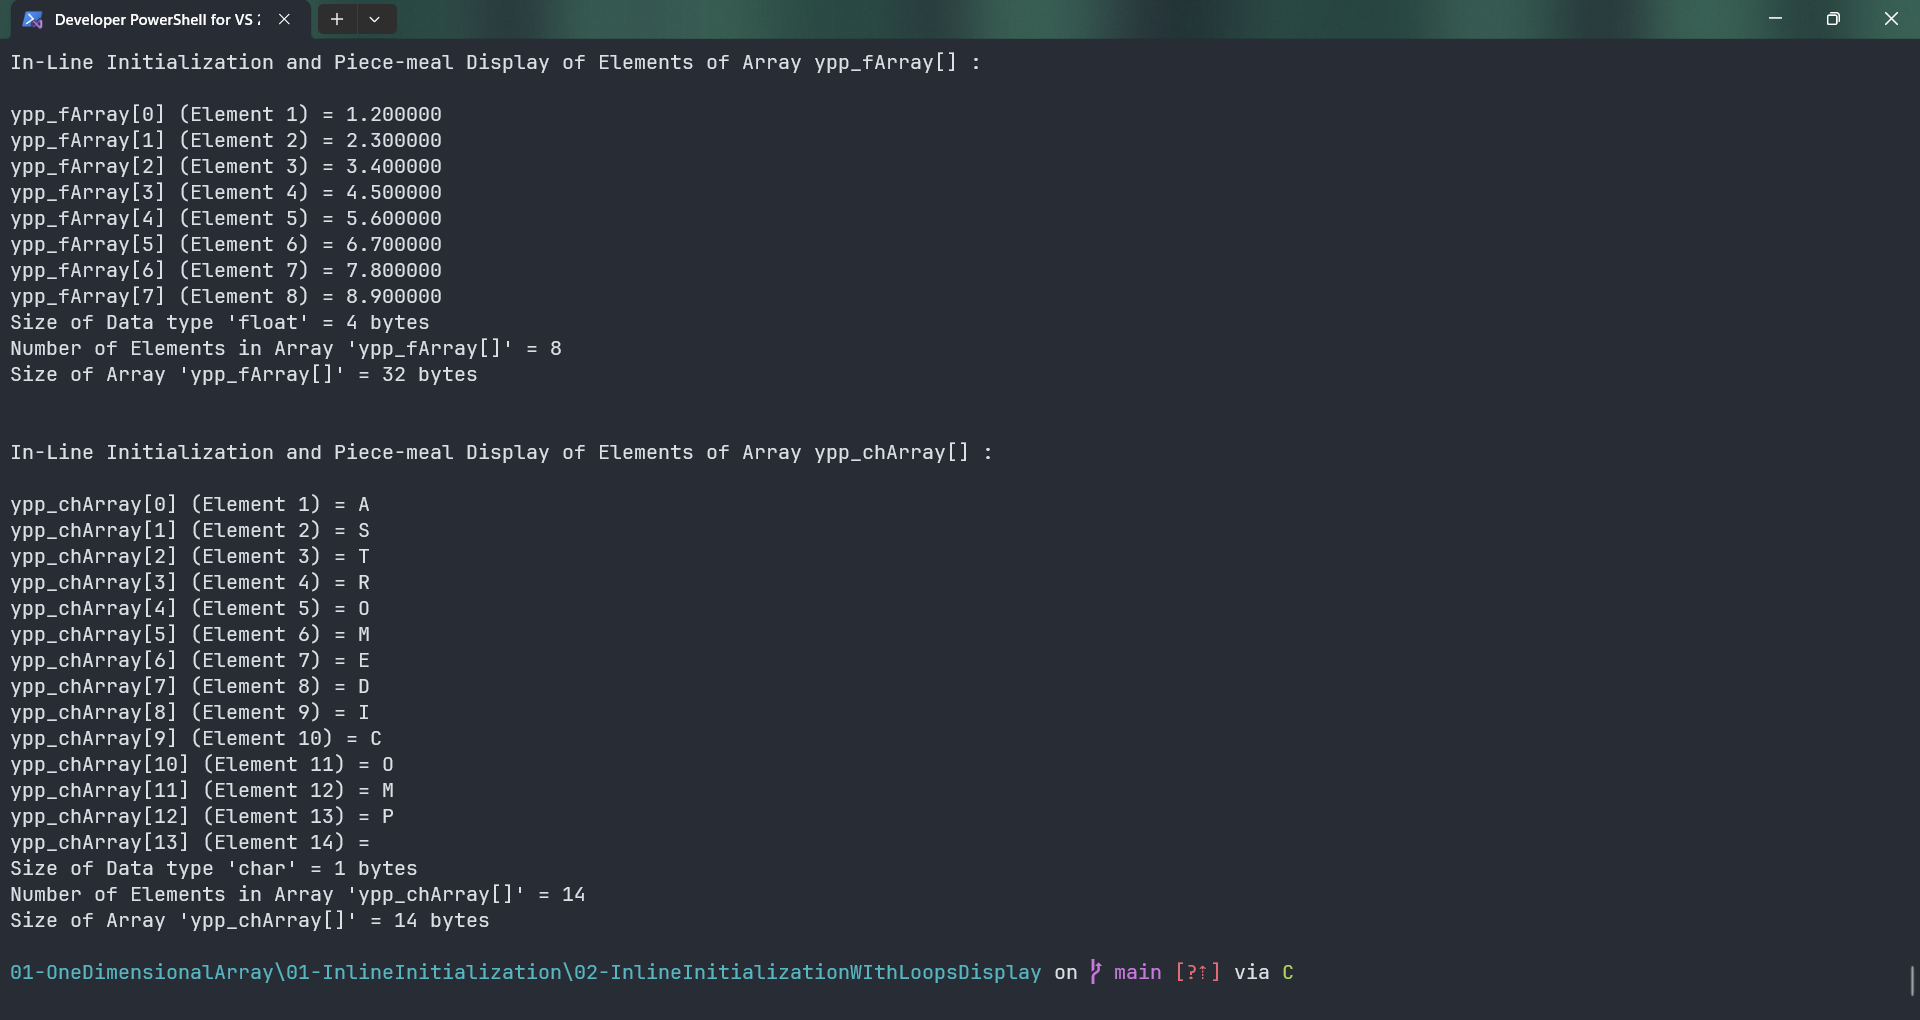 Developer PowerShell for VS
In-Line Initialization and Piece-meal Display of Elements of Array ypp_fArray[] :
ypp_fArray[0] (Element 1) = 1.200000
ypp_fArray[1] (Element 2) = 2.300000
ypp_fArray[2] (Element 3) = 3.400000
ypp_fArray[3] (Element 4) = 4.500000
ypp_fArray[4] (Element 5) = 5.600000
ypp_fArray[5] (Element 6) = 6.700000
ypp_fArray[6] (Element 7) = 7.800000
ypp_fArray[7] (Element 8) = 8.900000
Size of Data type 'float' = 4 bytes
Number of Elements in Array 'ypp_fArray[]' = 8
Size of Array 'ypp_fArray[]' = 32 bytes
In-Line Initialization and Piece-meal Display of Elements of Array ypp_chArray[] :
ypp_chArray[0] (Element 1) = A
ypp_chArray[1] (Element 2) = S
ypp_chArray[2] (Element 3) = T
ypp_chArray[3] (Element 4) = R
ypp_chArray[4] (Element 5) = O
ypp_chArray[5] (Element 6) = M
ypp_chArray[6] (Element 7) = E
ypp_chArray[7] (Element 8) = D
ypp_chArray[8] (Element 9) = I
ypp_chArray[9] (Element 10) = C
ypp_chArray[10] (Element 11) = O
ypp_chArray[11] (Element 12) = M
ypp_chArray[12] (Element 13) = P
ypp_chArray[13] (Element 14) =
Size of Data type 'char' = 1 bytes
Number of Elements in Array 'ypp_chArray[]' = 14
Size of Array 'ypp_chArray[]' = 14 bytes
01-OneDimensionalArray\01-InlineInitialization\02-InlineInitializationWIthLoopsDisplay on main [?⇡] via C